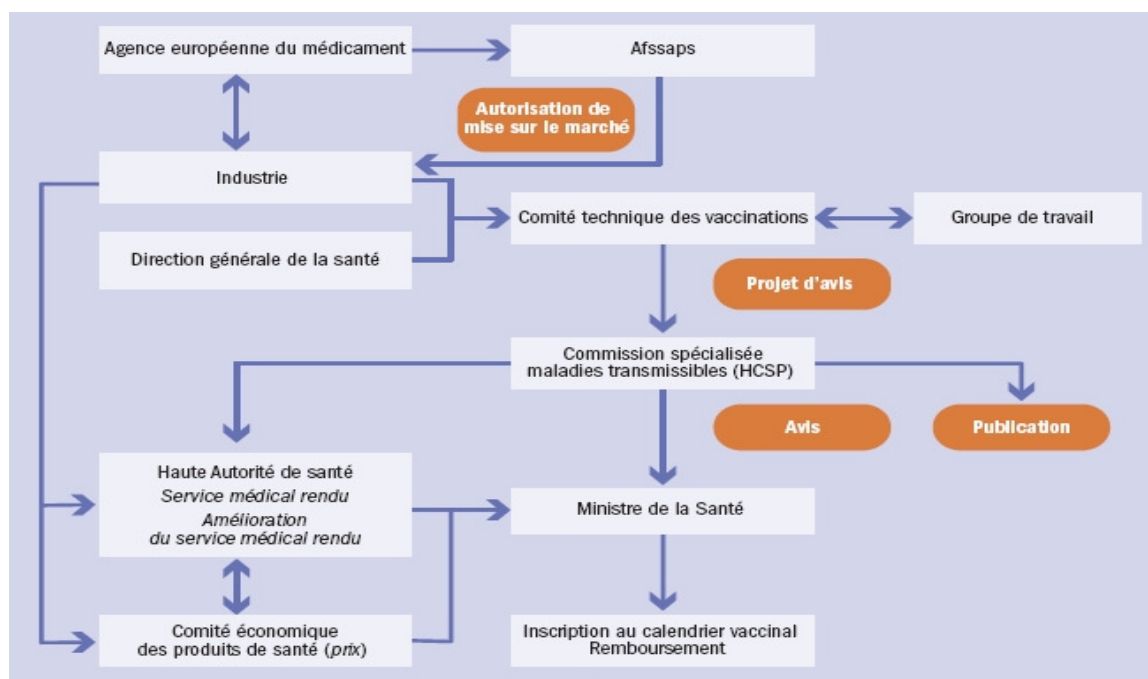 Agence européenne du médicament
Afssaps
Autorisation de
mise sur le marché
Industrie
Comité technique des vaccinations
Groupe de travail
Direction générale de la santé
Projet d'avis
Commission spécialisée
maladies transmissibles (HCSP)
Avis
Publication
Haute Autorité de santé
Service médical rendu
Amélioration
du service médical rendu
Ministre de la Santé
Comité économique
des produits de santé (prix)
Inscription au calendrier vaccinal
Remboursement